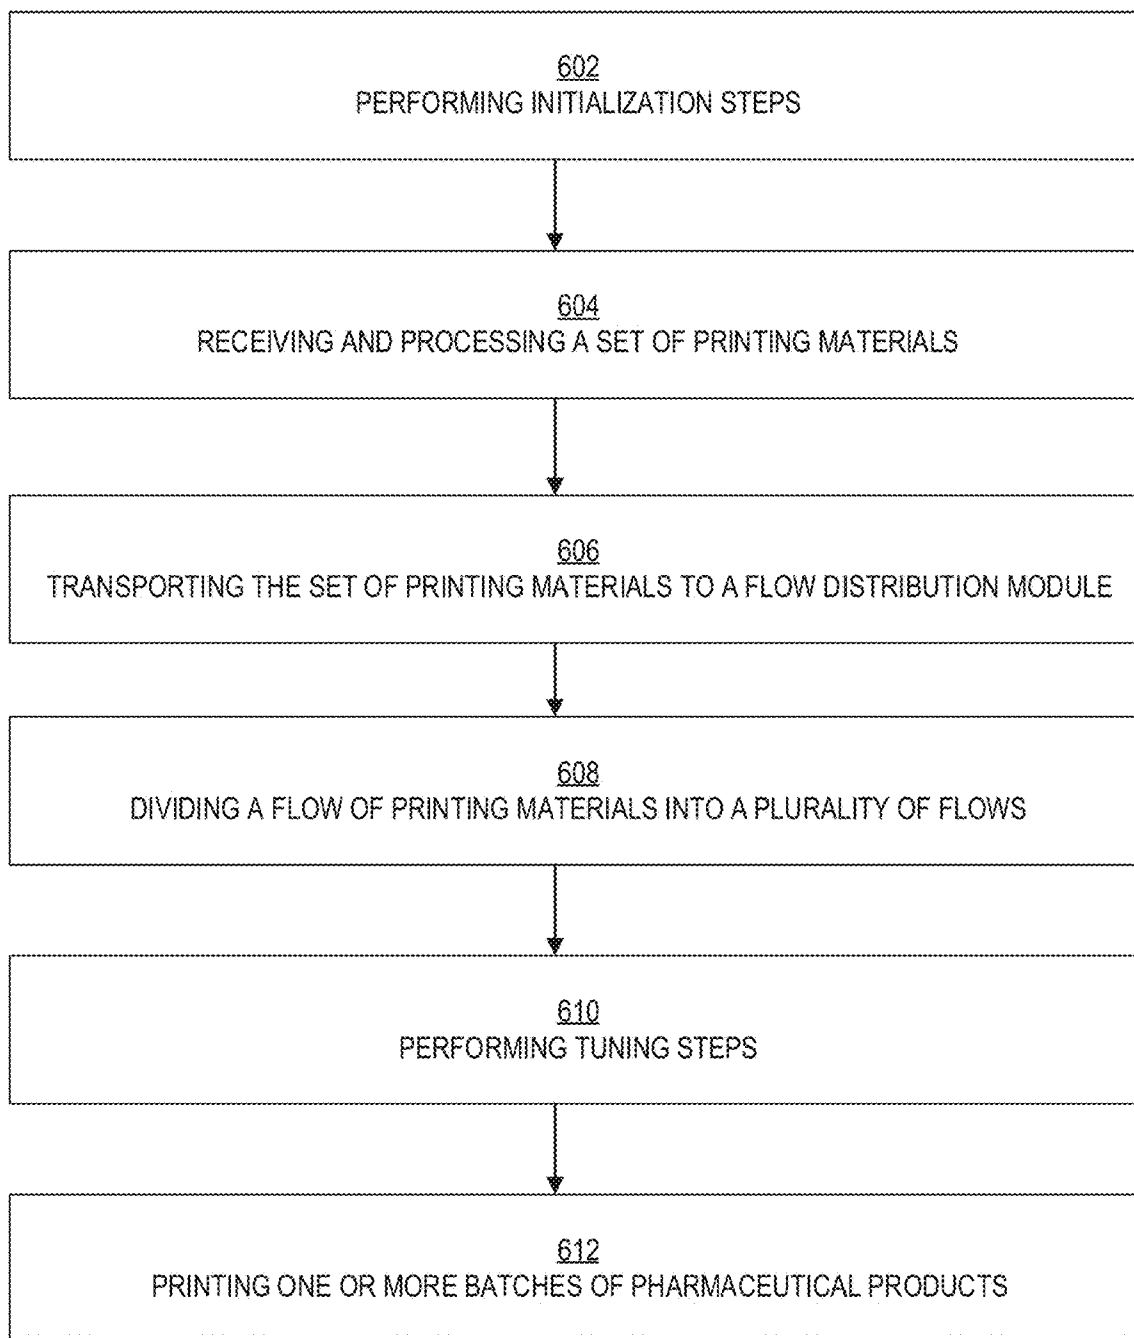 602
PERFORMING INITIALIZATION STEPS
604
RECEIVING AND PROCESSING A SET OF PRINTING MATERIALS
606
TRANSPORTING THE SET OF PRINTING MATERIALS TO A FLOW DISTRIBUTION MODULE
608
DIVIDING A FLOW OF PRINTING MATERIALS INTO A PLURALITY OF FLOWS
610
PERFORMING TUNING STEPS
612
PRINTING ONE OR MORE BATCHES OF PHARMACEUTICAL PRODUCTS